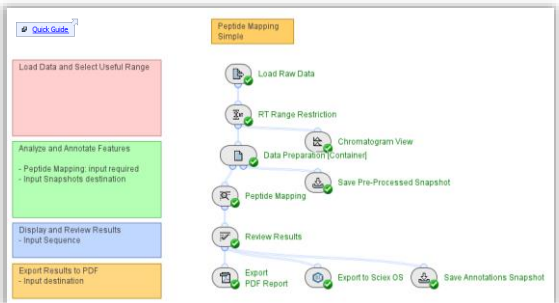 Quick Guide
Peptide Mapping
Simple
Load Data and Select Useful Range
Load Raw Data
RT Range Restriction
Chromatogram View
Analyze and Annotate Features
- Peptide Mapping: input required
- Input Snapshots destination
Data Preparation [Container]
Save Pre-Processed Snapshot
Peptide Mapping
Display and Review Results
- Input Sequence
Review Results
Export Results to PDF
- Input destination
Export
PDF Report
Export to Sciex OS
Save Annotations Snapshot